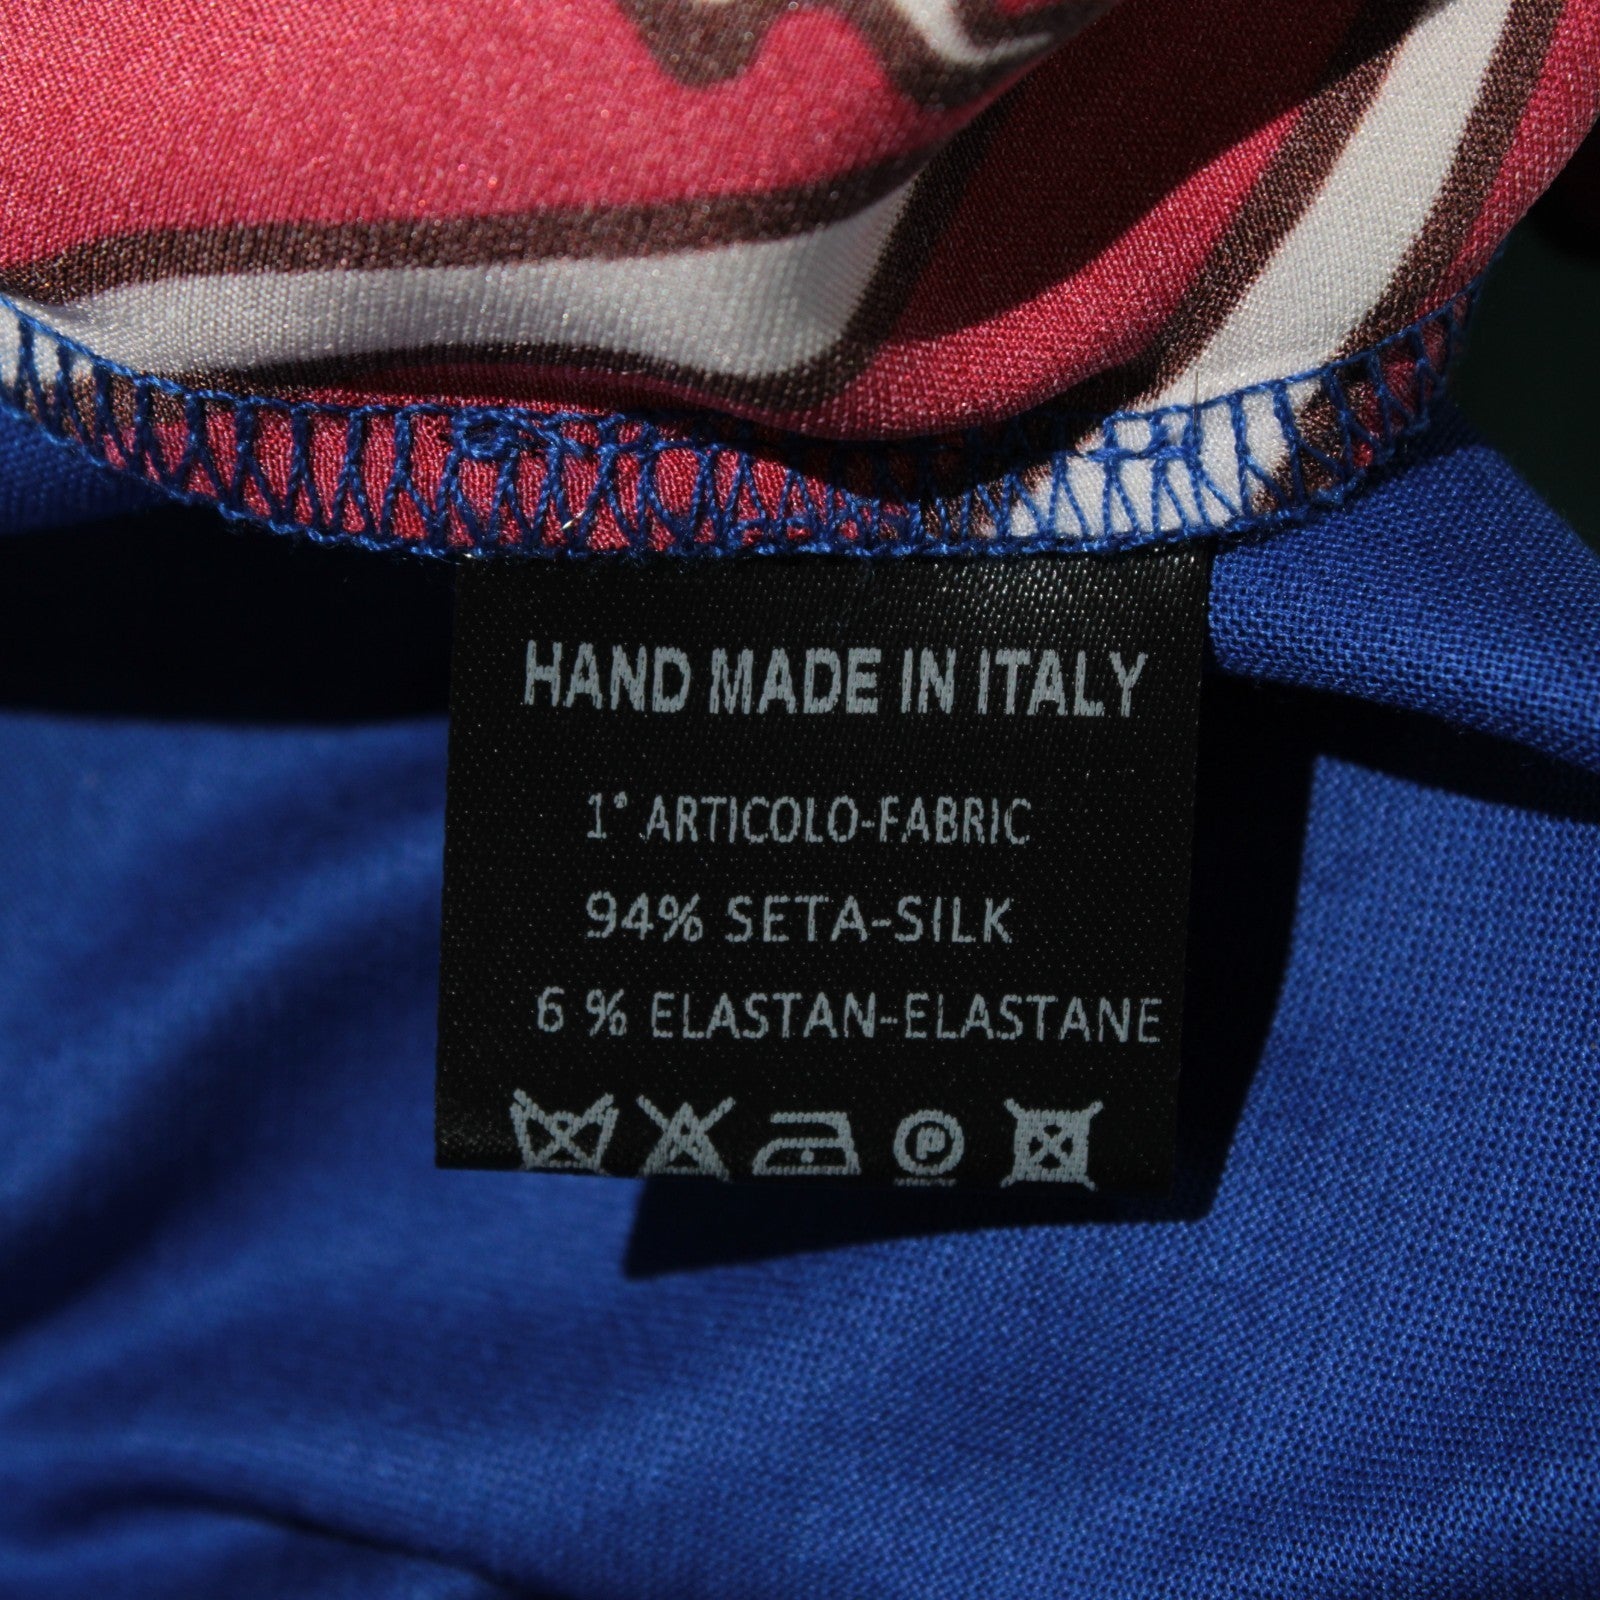 HAND MADE IN ITALY
1° ARTICOLO-FABRIC
94% SETA-SILK
6 % ELASTAN-ELASTANE
P